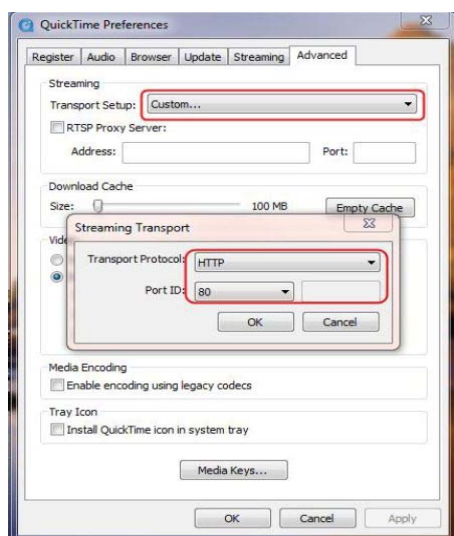 QuickTime Preferences
Register Audio Browser Update Streaming Advanced
Streaming
Transport Setup: Custom...
RTSP Proxy Server:
Address: Port:
Download Cache
Size: 100 MB Empty Cache
Streaming Transport
Transport Protocol: HTTP
Port ID: 80
OK Cancel
Media Encoding
Enable encoding using legacy codecs
Tray Icon
Install QuickTime icon in system tray
Media Keys...
OK Cancel Apply